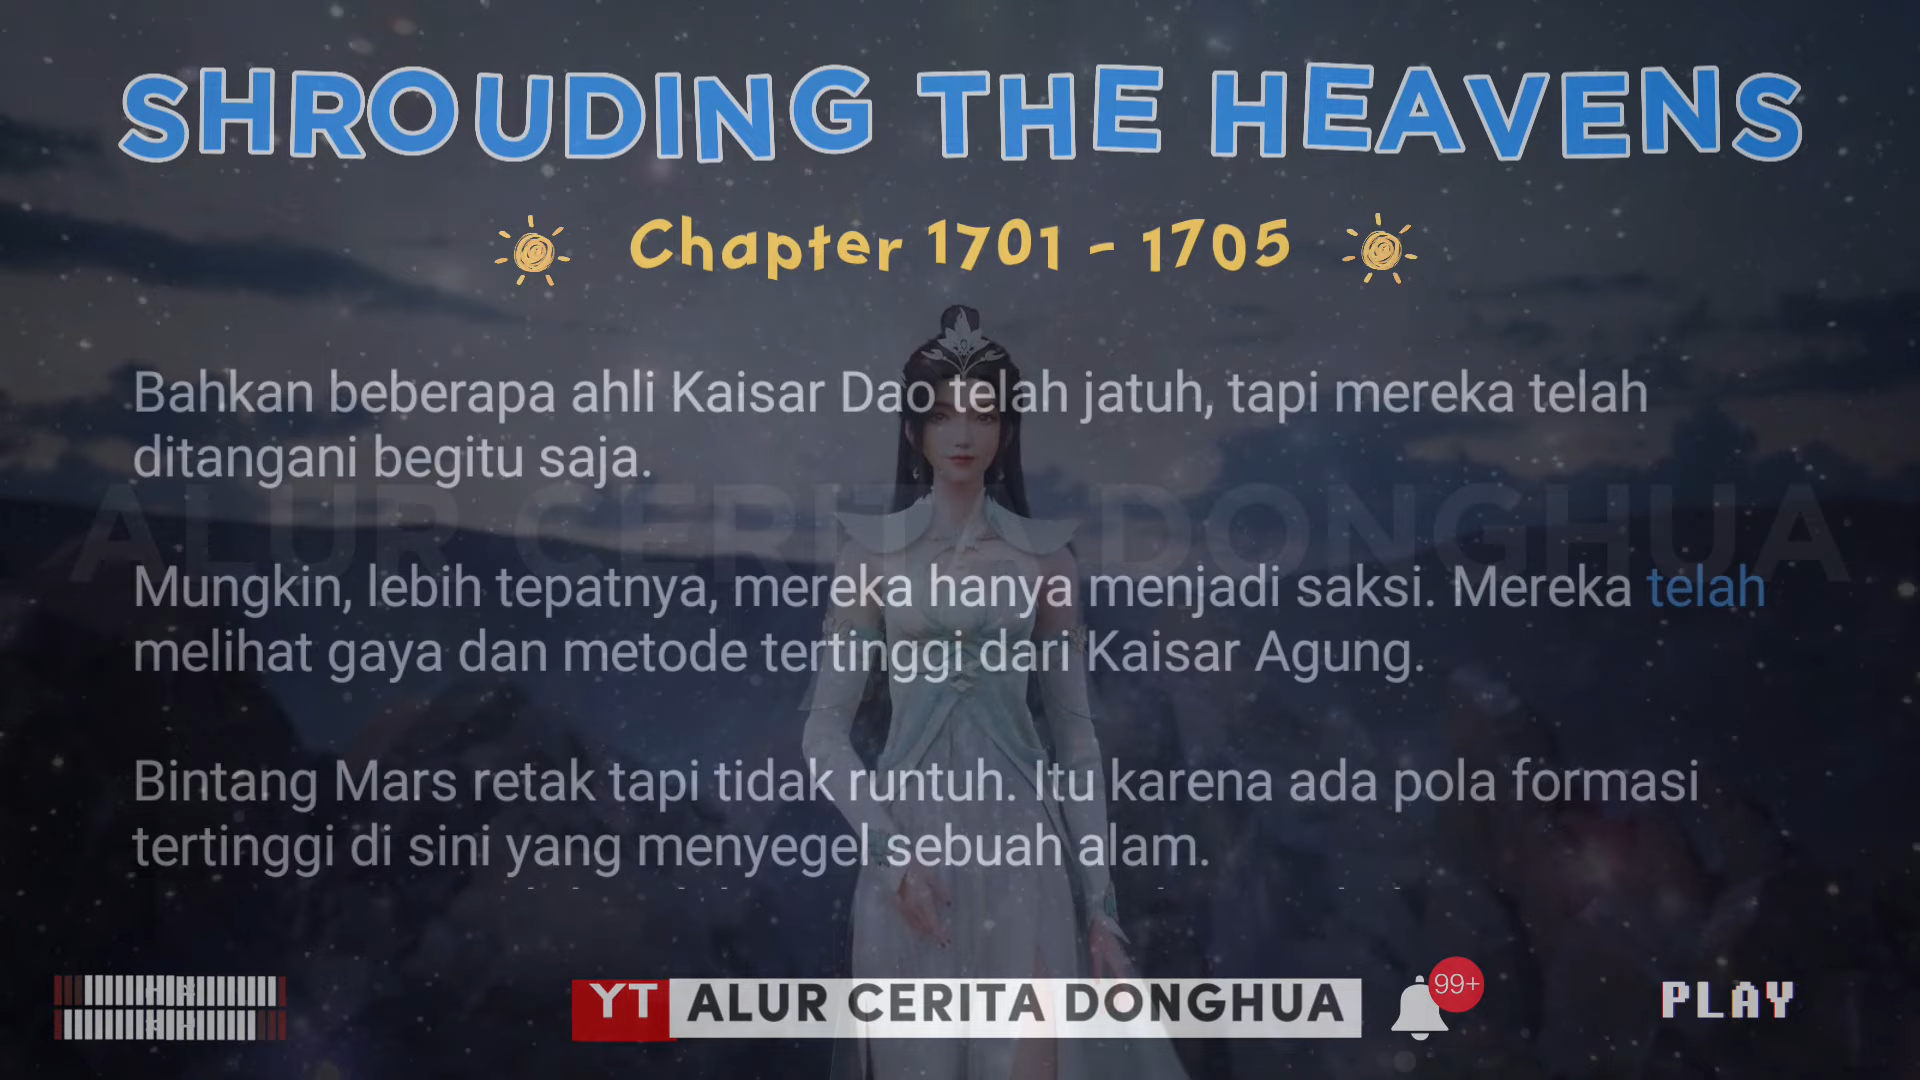 SHROUDING THE HEAVENS
Chapter 1701 - 1705
Bahkan beberapa ahli Kaisar Dao telah jatuh, tapi mereka telah
ditangani begitu saja.
ALUR CERITA DONGHUA
Mungkin, lebih tepatnya, mereka hanya menjadi saksi. Mereka telah
melihat gaya dan metode tertinggi dari Kaisar Agung.
Bintang Mars retak tapi tidak runtuh. Itu karena ada pola formasi
tertinggi di sini yang menyegel sebuah alam.
YT ALUR CERITA DONGHUA
99+
PLAY